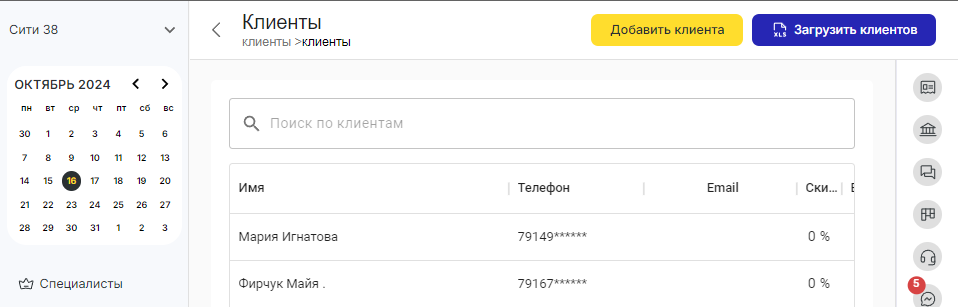 Сити 38
Клиенты
клиенты >клиенты
Добавить клиента
XLS Загрузить клиентов
ОКТЯБРЬ 2024
пн вт ср чт пт сб вс
30 1 2 3 4 5 6
7 8 9 10 11 12 13
14 15 16 17 18 19 20
21 22 23 24 25 26 27
28 29 30 31 1 2 3
Специалисты
Поиск по клиентам
Имя Телефон Email Ски...
Мария Игнатова 79149****** 0 %
Фирчук Майя . 79167****** 0 %
5